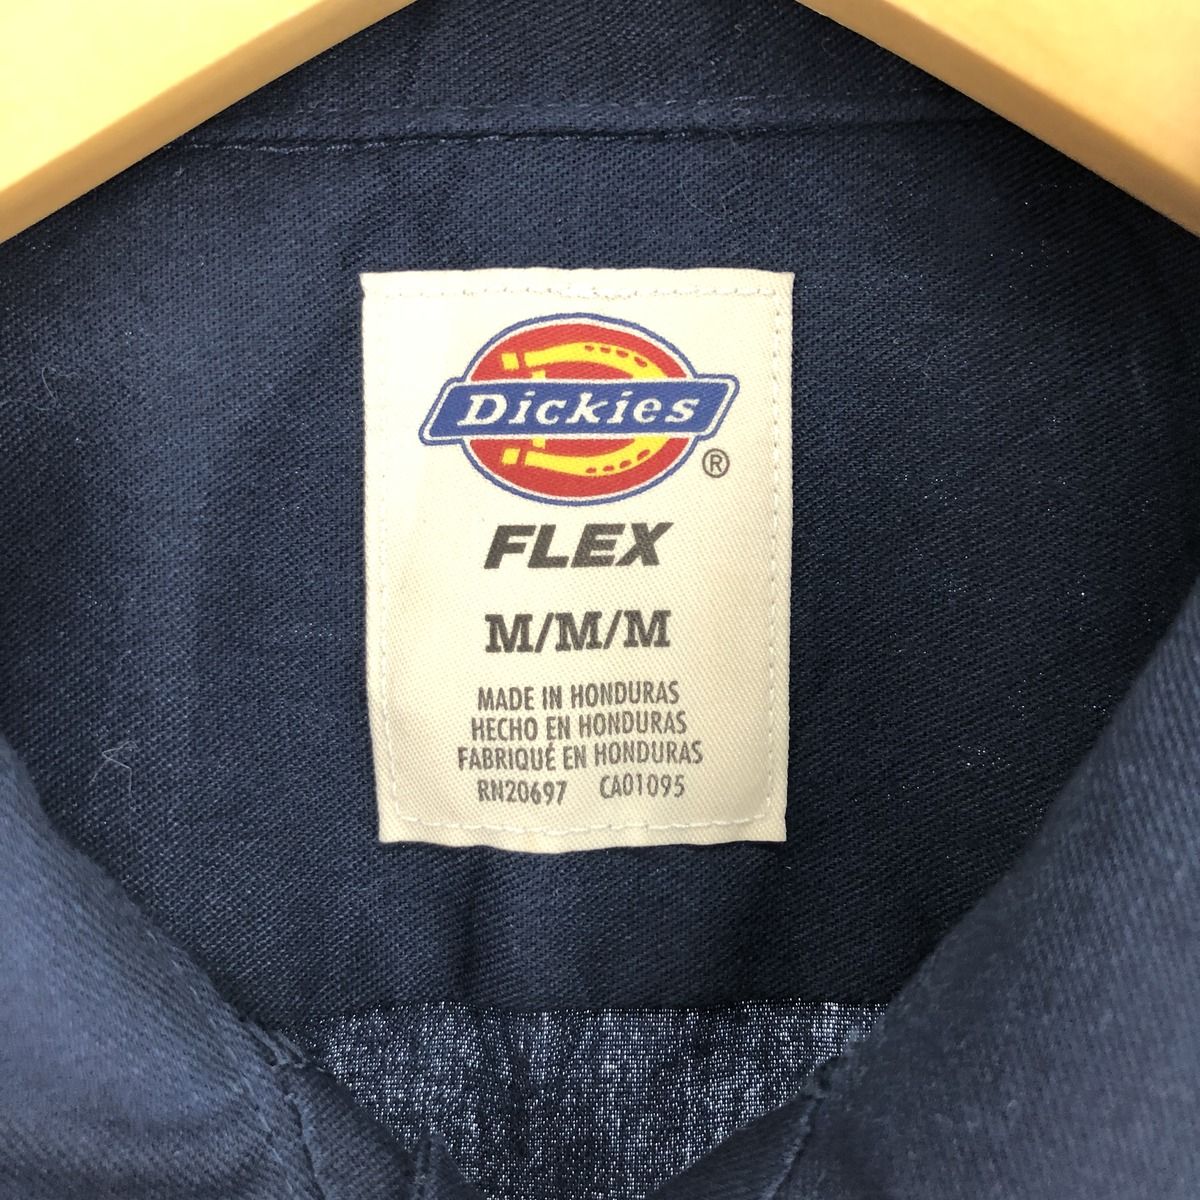 Dickies
®
FLEX
M/M/M
MADE IN HONDURAS
HECHO EN HONDURAS
FABRIQUÉ EN HONDURAS
RN20697 CA01095